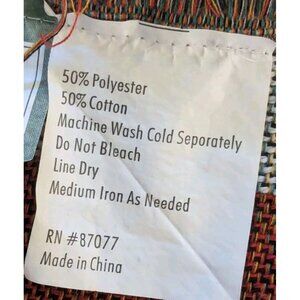 50% Polyester
50% Cotton
Machine Wash Cold Seporately
Do Not Bleach
Line Dry
Medium Iron As Needed
RN #87077
Made in China